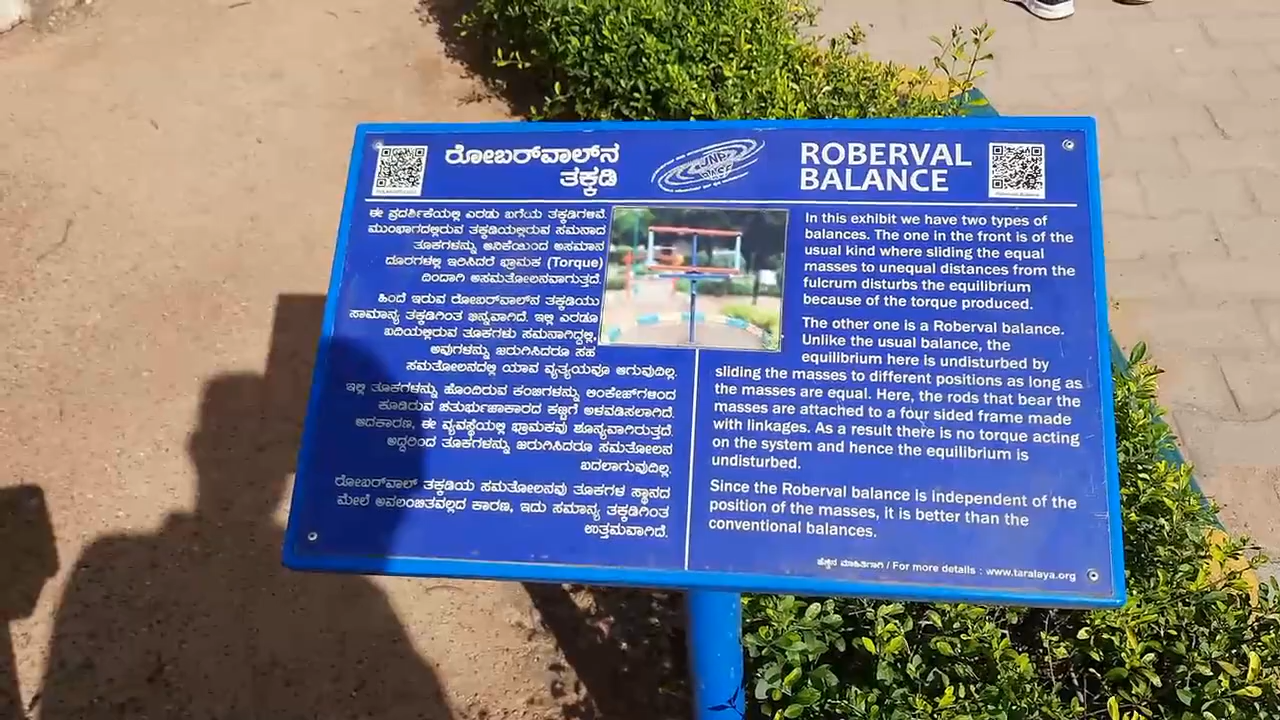 ರೋಬರ್‌ವಾಲ್‌ನ
ತಕ್ಕಡಿ
ಈ ಪ್ರದರ್ಶಿಕೆಯಲ್ಲಿ ಎರಡು ಬಗೆಯ ತಕ್ಕಡಿಗಳಿವೆ.
ಮುಂಭಾಗದಲ್ಲಿರುವ ತಕ್ಕಡಿಯಲ್ಲಿರುವ ಸಮನಾದ
ತೂಕಗಳನ್ನು ಆನಿಕೆಯಿಂದ ಅಸಮಾನ
ದೂರಗಳಲ್ಲಿ ಇರಿಸಿದರೆ ಭ್ರಾಮಕ (Torque)
ದಿಂದಾಗಿ ಅಸಮತೋಲನವಾಗುತ್ತದೆ.
ಹಿಂದೆ ಇರುವ ರೋಬರ್‌ವಾಲ್‌ನ ತಕ್ಕಡಿಯು
ಸಾಮಾನ್ಯ ತಕ್ಕಡಿಗಿಂತ ಭಿನ್ನವಾಗಿದೆ. ಇಲ್ಲಿ ಎರಡೂ
ಬದಿಯಲ್ಲಿರುವ ತೂಕಗಳು ಸಮನಾಗಿದ್ದಲ್ಲಿ,
ಅವುಗಳನ್ನು ಜರುಗಿಸಿದರೂ ಸಹ
ಸಮತೋಲನದಲ್ಲಿ ಯಾವ ವ್ಯತ್ಯಯವೂ ಆಗುವುದಿಲ್ಲ.
ಇಲ್ಲಿ ತೂಕಗಳನ್ನು ಹೊಂದಿರುವ ಕಂಬಿಗಳನ್ನು ಲಿಂಕೇಜ್‌ಗಳಿಂದ
ಕೂಡಿರುವ ಚತುರ್ಭುಜಾಕಾರದ ಕಟ್ಟಿಗೆ ಅಳವಡಿಸಲಾಗಿದೆ.
ಆದಕಾರಣ, ಈ ವ್ಯವಸ್ಥೆಯಲ್ಲಿ ಭ್ರಾಮಕವು ಶೂನ್ಯವಾಗಿರುತ್ತದೆ.
ಆದ್ದರಿಂದ ತೂಕಗಳನ್ನು ಜರುಗಿಸಿದರೂ ಸಮತೋಲನ
ಬದಲಾಗುವುದಿಲ್ಲ.
ರೋಬರ್‌ವಾಲ್ ತಕ್ಕಡಿಯ ಸಮತೋಲನವು ತೂಕಗಳ ಸ್ಥಾನದ
ಮೇಲೆ ಅವಲಂಬಿತವಲ್ಲದ ಕಾರಣ, ಇದು ಸಮಾನ್ಯ ತಕ್ಕಡಿಗಿಂತ
ಉತ್ತಮವಾಗಿದೆ.
JNP
ROBERVAL
BALANCE
In this exhibit we have two types of
balances. The one in the front is of the
usual kind where sliding the equal
masses to unequal distances from the
fulcrum disturbs the equilibrium
because of the torque produced.
The other one is a Roberval balance.
Unlike the usual balance, the
equilibrium here is undisturbed by
sliding the masses to different positions as long as
the masses are equal. Here, the rods that bear the
masses are attached to a four sided frame made
with linkages. As a result there is no torque acting
on the system and hence the equilibrium is
undisturbed.
Since the Roberval balance is independent of the
position of the masses, it is better than the
conventional balances.
ಹೆಚ್ಚಿನ ಮಾಹಿತಿಗಾಗಿ / For more details : www.taralaya.org